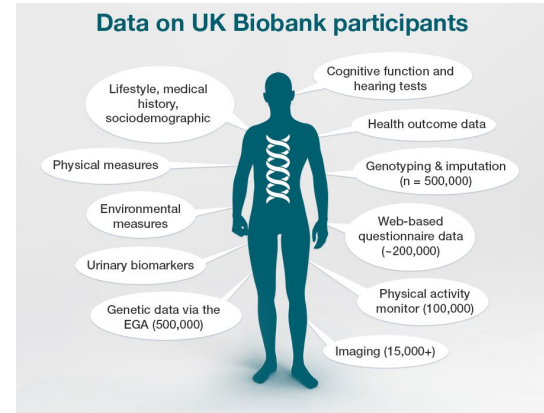 Data on UK Biobank participants
Lifestyle, medical
history,
sociodemographic
Physical measures
Environmental
measures
Urinary biomarkers
Genetic data via the
EGA (500,000)
Cognitive function and
hearing tests
Health outcome data
Genotyping & imputation
(n = 500,000)
Web-based
questionnaire data
(~200,000)
Physical activity
monitor (100,000)
Imaging (15,000+)